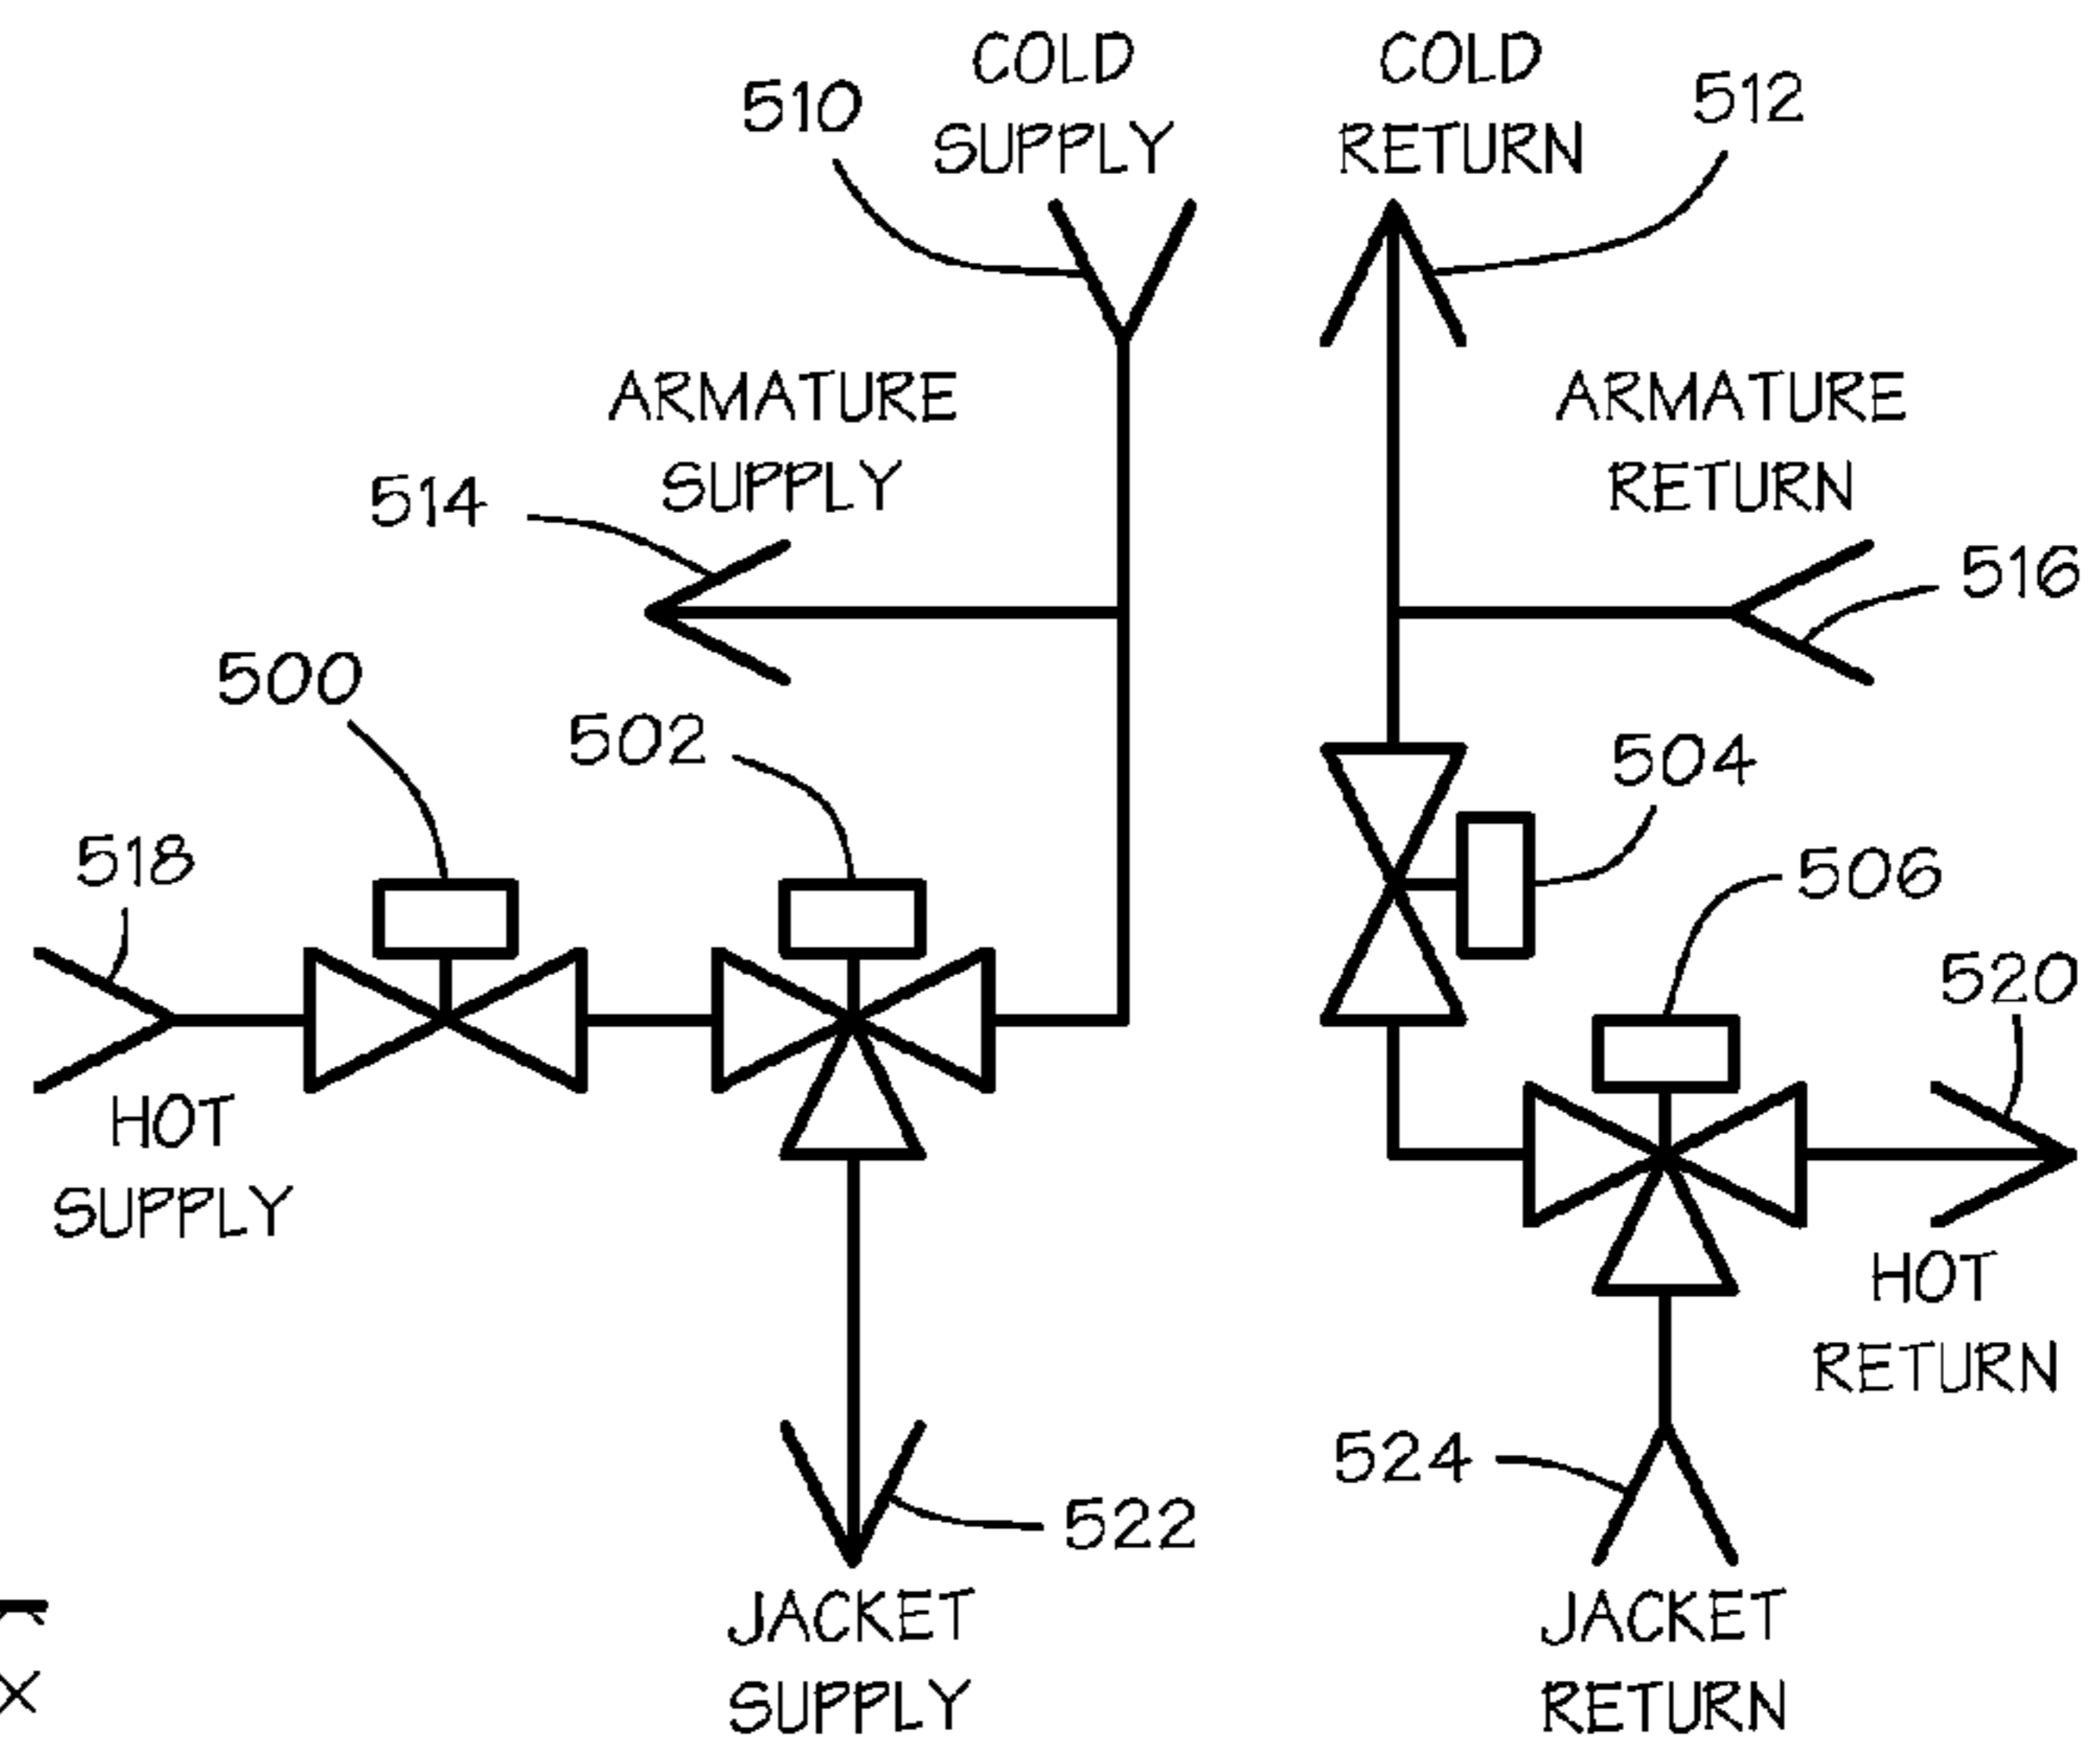 COLD
SUPPLY
COLD
RETURN
510
512
ARMATURE
SUPPLY
ARMATURE
RETURN
514
516
500
502
504
518
506
520
HOT
SUPPLY
HOT
RETURN
524
522
JACKET
SUPPLY
JACKET
RETURN